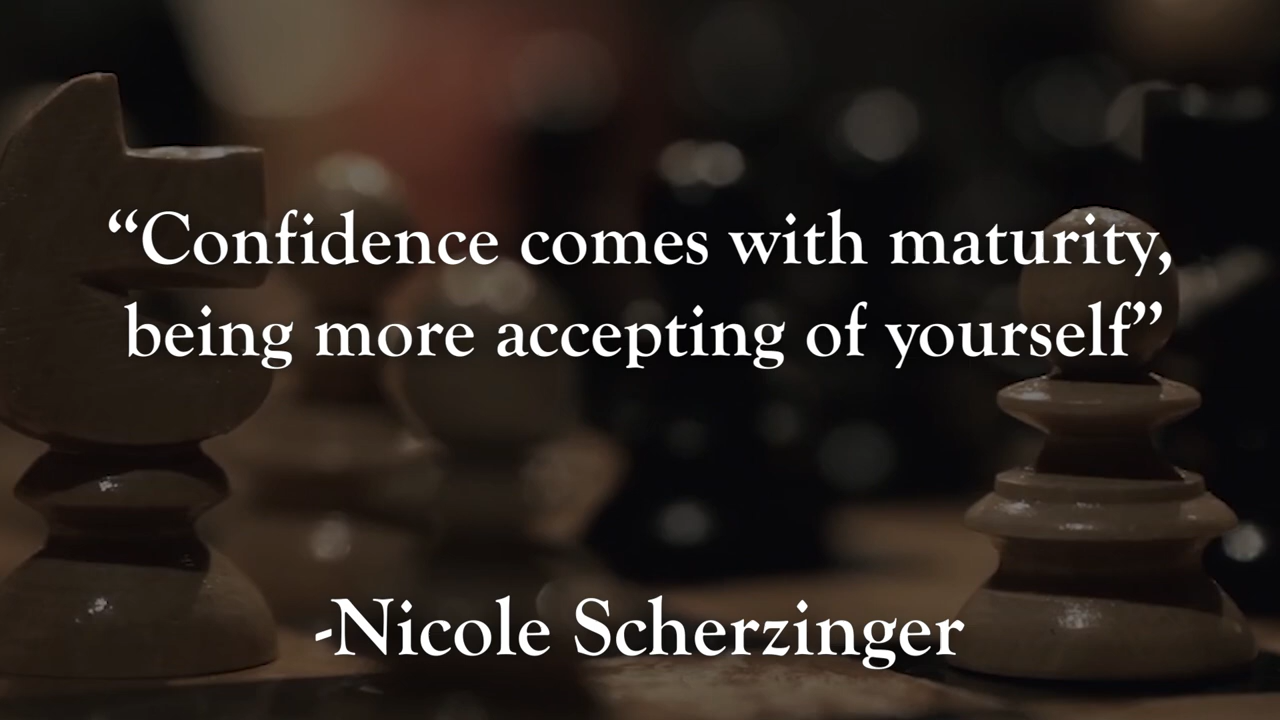 “Confidence comes with maturity,
being more accepting of yourself”
-Nicole Scherzinger